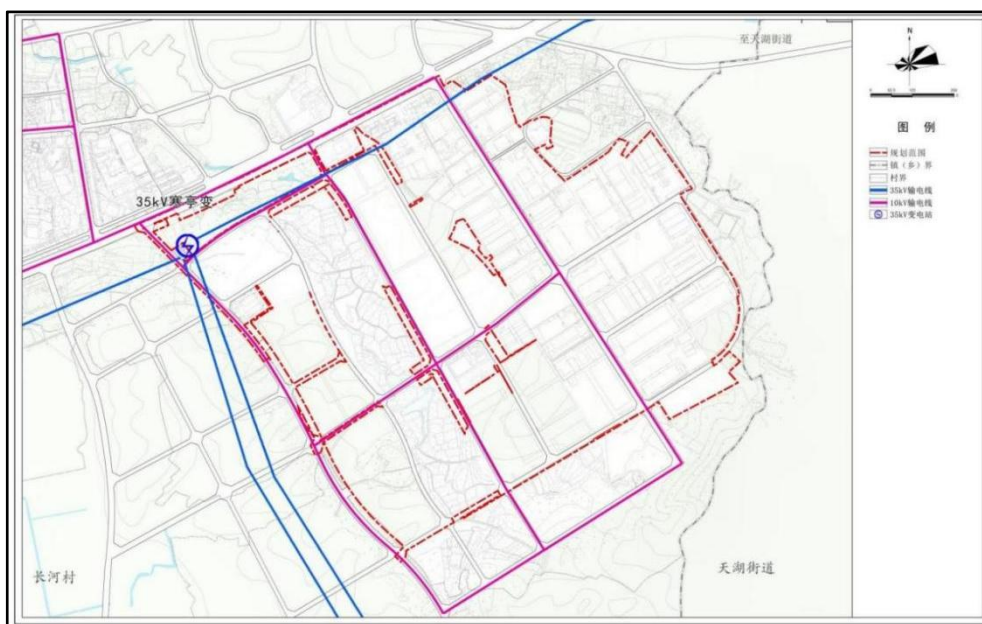 至天湖街道
N
图 例
规划范围
镇（乡）界
村界
35kV输电线
10kV输电线
35kV变电站
35kV寒亭变
长河村
天湖街道